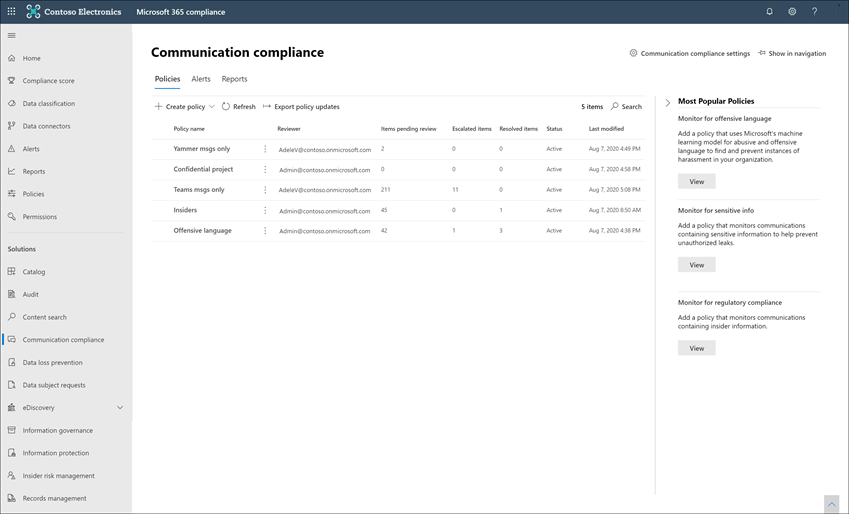 Contoso Electronics Microsoft 365 compliance ?
Home
Compliance score
Data classification
Data connectors
Alerts
Reports
Policies
Permissions
Solutions
Catalog
Audit
Content search
Communication compliance
Data loss prevention
Data subject requests
eDiscovery
Information governance
Information protection
Insider risk management
Records management
Communication compliance
Communication compliance settings Show in navigation
Policies Alerts Reports
Create policy Refresh Export policy updates 5 items Search
Policy name Reviewer Items pending review Escalated items Resolved items Status Last modified
Yammer msgs only AdeleV@contoso.onmicrosoft.com 2 0 0 Active Aug 7, 2020 4:49 PM
Confidential project Admin@contoso.onmicrosoft.com 0 0 0 Active Aug 7, 2020 4:58 PM
Teams msgs only AdeleV@contoso.onmicrosoft.com 211 11 0 Active Aug 7, 2020 5:08 PM
Insiders Admin@contoso.onmicrosoft.com 45 0 1 Active Aug 7, 2020 8:50 AM
Offensive language Admin@contoso.onmicrosoft.com 42 1 3 Active Aug 7, 2020 4:38 PM
Most Popular Policies
Monitor for offensive language
Add a policy that uses Microsoft's machine
learning model for abusive and offensive
language to find and prevent instances of
harassment in your organization.
View
Monitor for sensitive info
Add a policy that monitors communications
containing sensitive information to help prevent
unauthorized leaks.
View
Monitor for regulatory compliance
Add a policy that monitors communications
containing insider information.
View